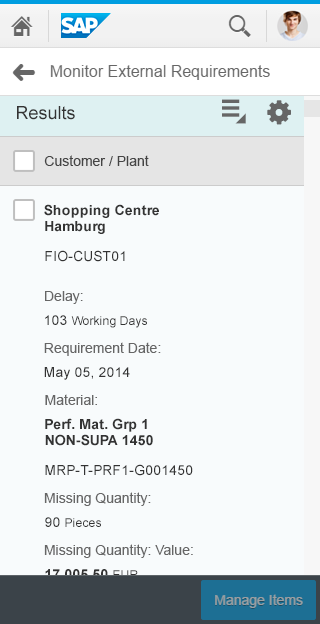 SAP
Monitor External Requirements
Results
Customer / Plant
Shopping Centre
Hamburg
FIO-CUST01
Delay:
103 Working Days
Requirement Date:
May 05, 2014
Material:
Perf. Mat. Grp 1
NON-SUPA 1450
MRP-T-PRF1-G001450
Missing Quantity:
90 Pieces
Missing Quantity: Value:
17,005.50 EUR
Manage Items